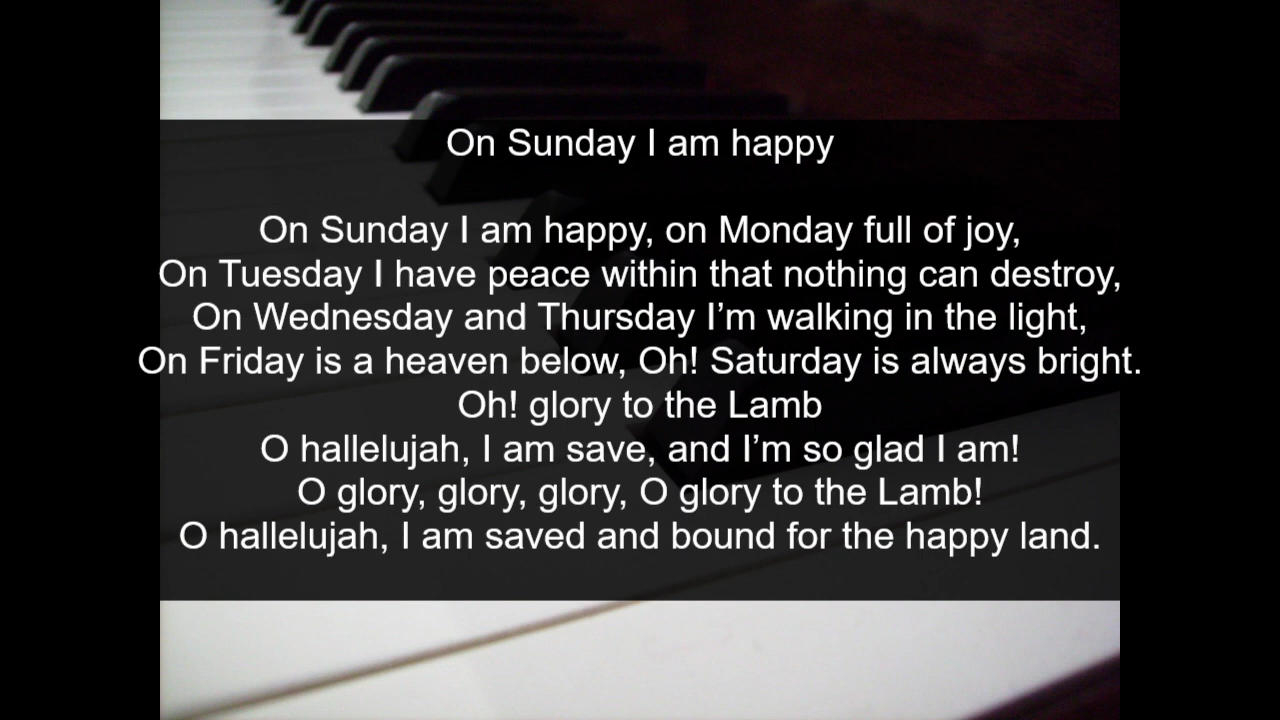 On Sunday I am happy
On Sunday I am happy, on Monday full of joy,
On Tuesday I have peace within that nothing can destroy,
On Wednesday and Thursday I’m walking in the light,
On Friday is a heaven below, Oh! Saturday is always bright.
Oh! glory to the Lamb
O hallelujah, I am save, and I’m so glad I am!
O glory, glory, glory, O glory to the Lamb!
O hallelujah, I am saved and bound for the happy land.